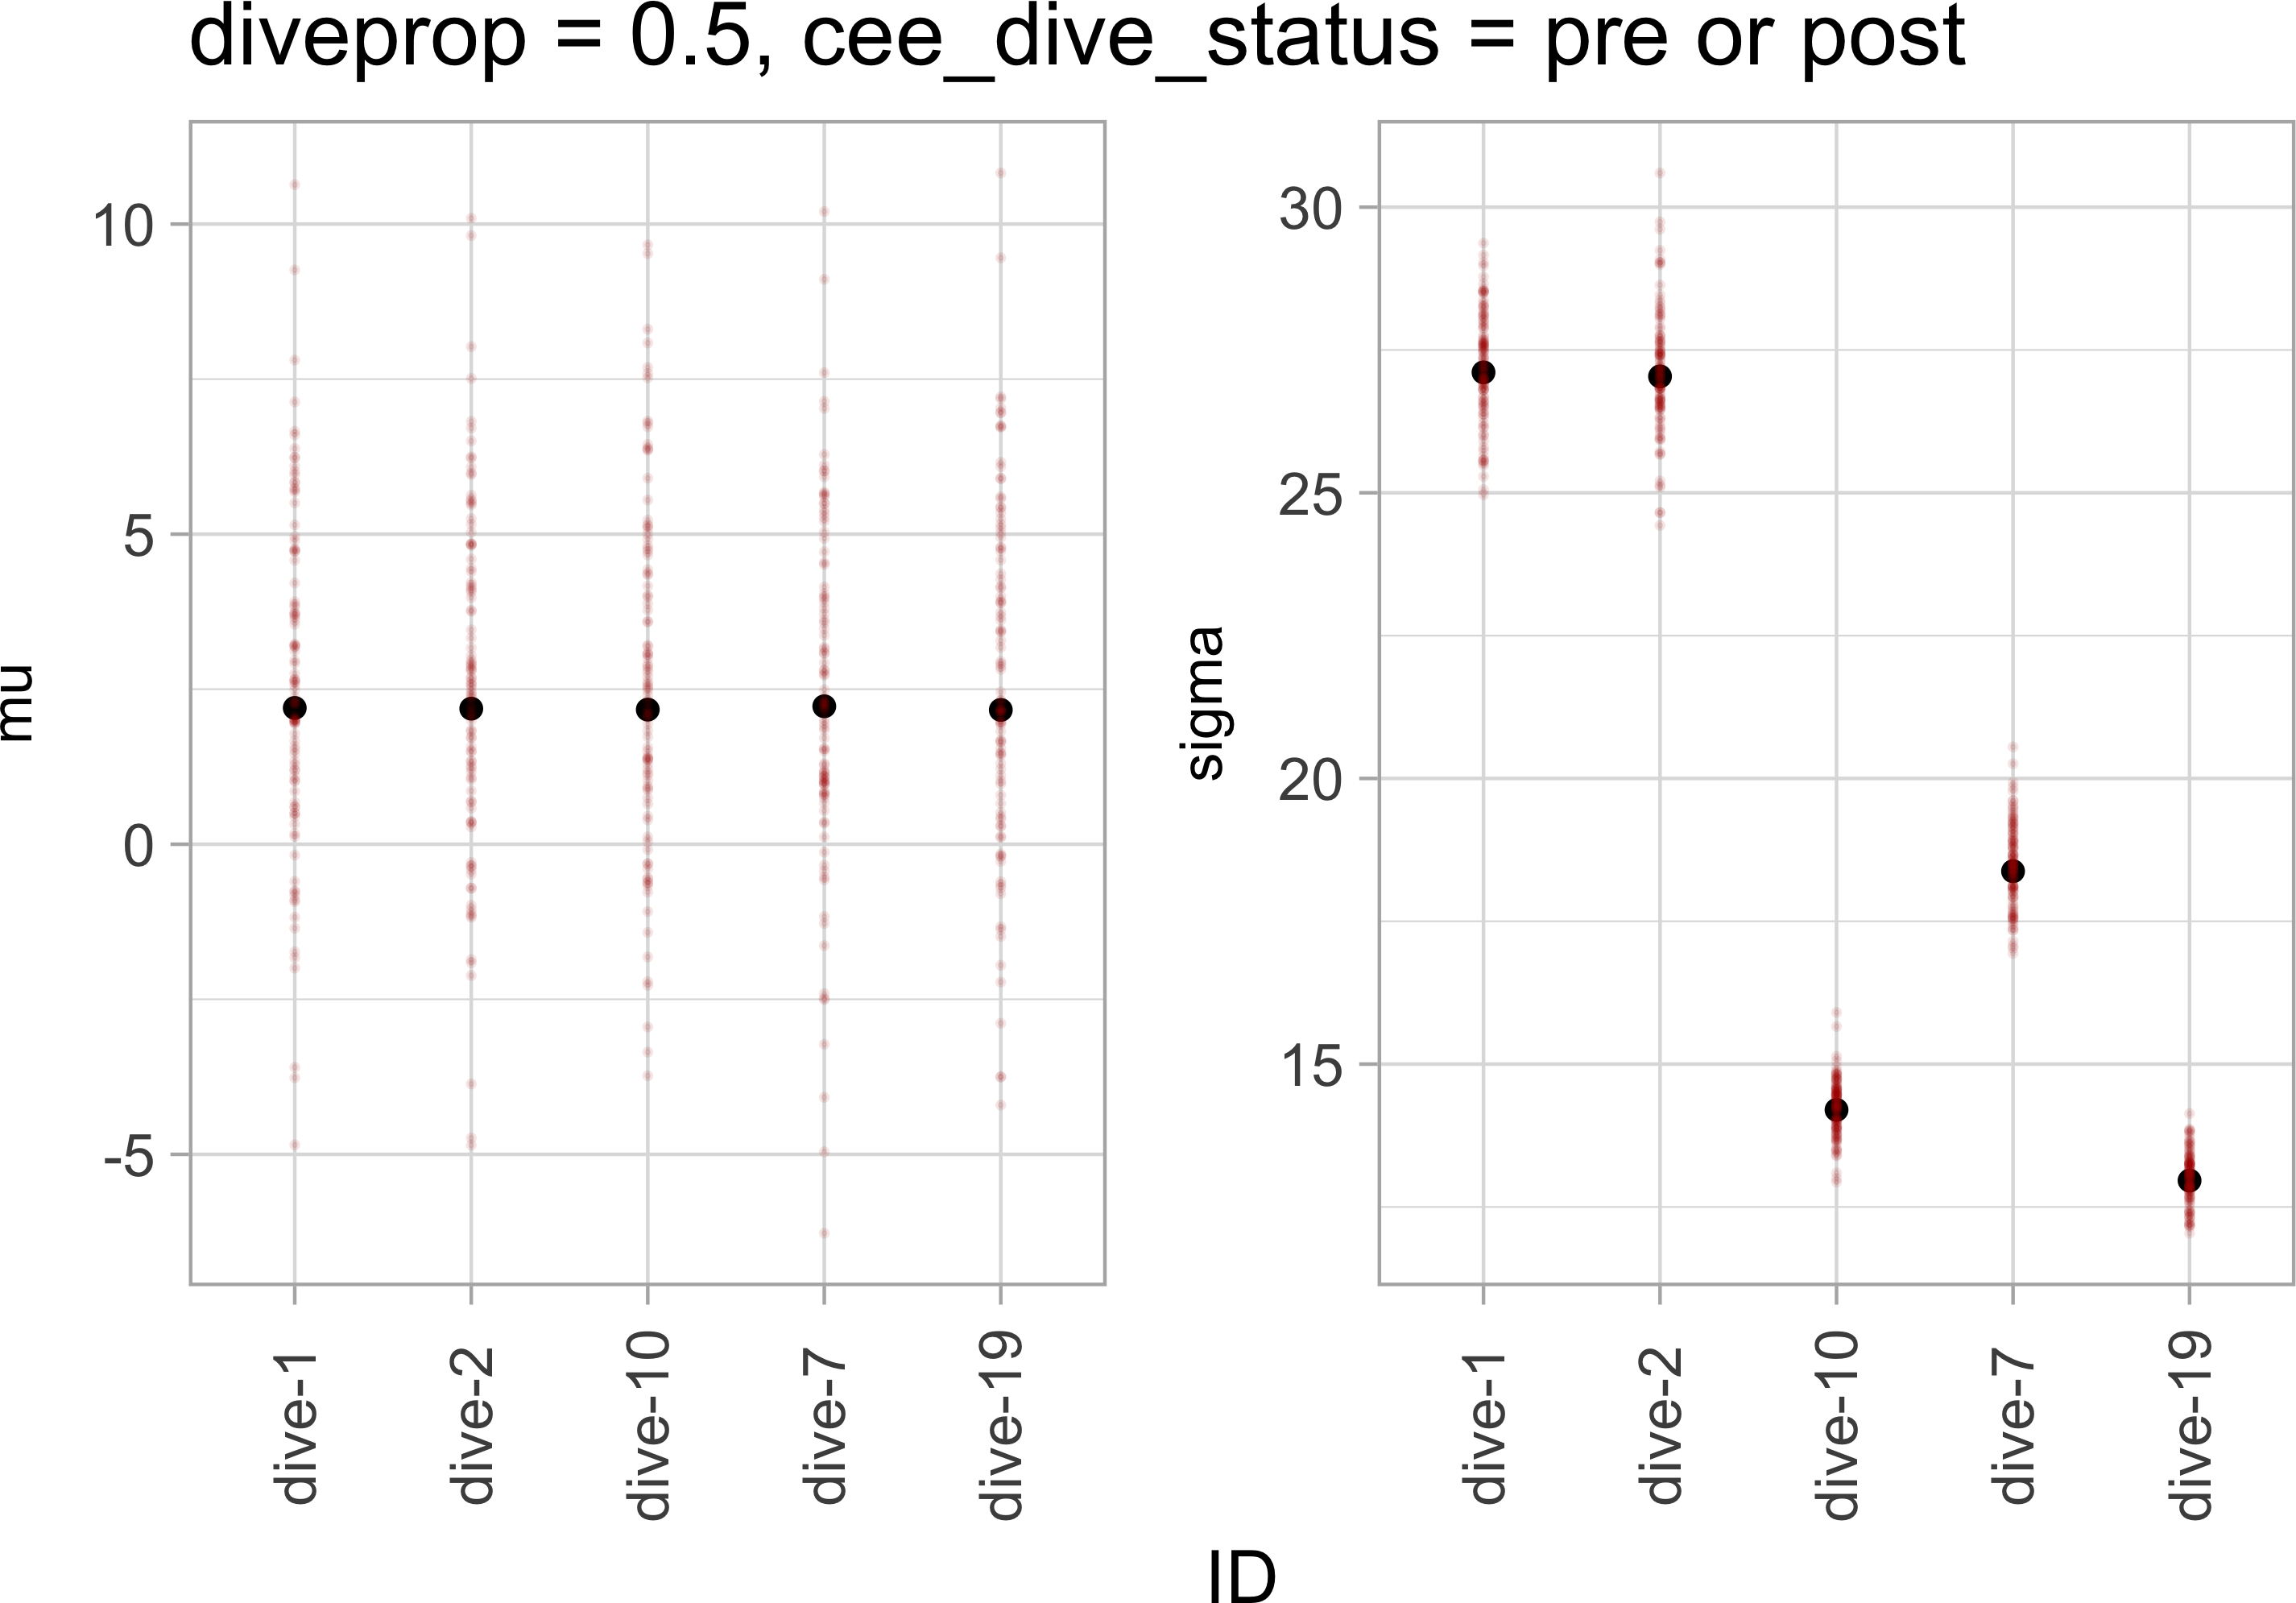 diveprop = 0.5, cee_dive_status = pre or post
mu
10
5
0
-5
dive-1
dive-2
dive-10
dive-7
dive-19
sigma
30
25
20
15
dive-1
dive-2
dive-10
dive-7
dive-19
ID